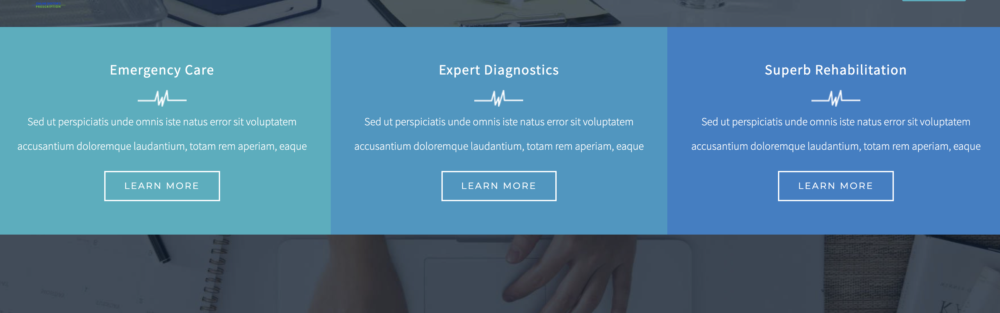 PRESCRIPTION
Emergency Care
Sed ut perspiciatis unde omnis iste natus error sit voluptatem
accusantium doloremque laudantium, totam rem aperiam, eaque
LEARN MORE
Expert Diagnostics
Sed ut perspiciatis unde omnis iste natus error sit voluptatem
accusantium doloremque laudantium, totam rem aperiam, eaque
LEARN MORE
Superb Rehabilitation
Sed ut perspiciatis unde omnis iste natus error sit voluptatem
accusantium doloremque laudantium, totam rem aperiam, eaque
LEARN MORE
MONDAY
TUESDAY